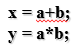 x = a+b;
y = a*b;